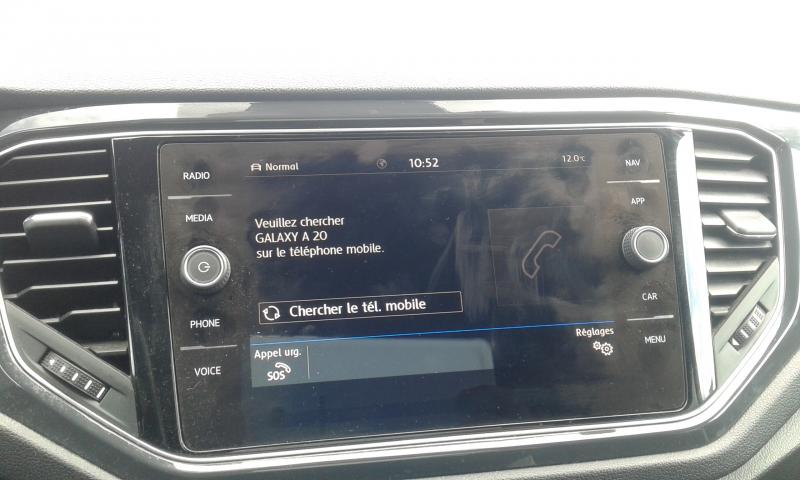 RADIO
MEDIA
PHONE
VOICE
Normal
10:52
12.0°C
Veuillez chercher
GALAXY A 20
sur le téléphone mobile.
Chercher le tél. mobile
Appel urg.
SOS
Réglages
NAV
APP
CAR
MENU